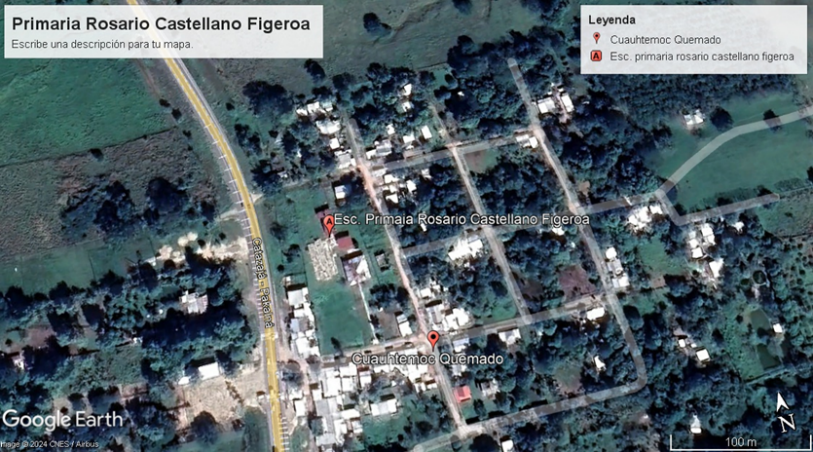 Primaria Rosario Castellano Figeroa
Escribe una descripción para tu mapa.
Leyenda
Cuauhtemoc Quemado
A Esc. primaria rosario castellano figeroa
A
Esc. Primaia Rosario Castellano Figeroa
Cuauhtemoc Quemado
Google Earth
Image © 2024 CNES / Airbus
N
100 m